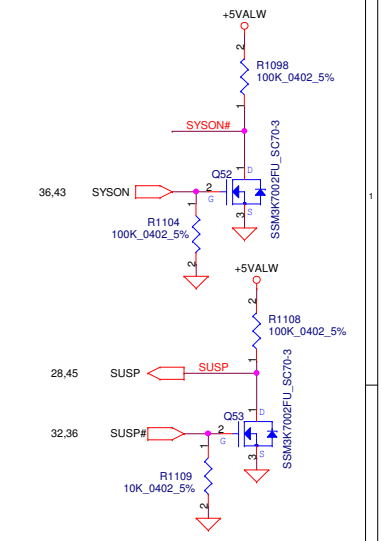 +5VALW
2
R1098
100K_0402_5%
1
SYSON#
1
D
Q52
36,43 SYSON
2
G
3
S
SSM3K7002FU_SC70-3
1
R1104
100K_0402_5%
2
1
+5VALW
2
R1108
100K_0402_5%
1
28,45 SUSP
SUSP
1
D
Q53
32,36 SUSP#
2
G
3
S
SSM3K7002FU_SC70-3
1
R1109
10K_0402_5%
2